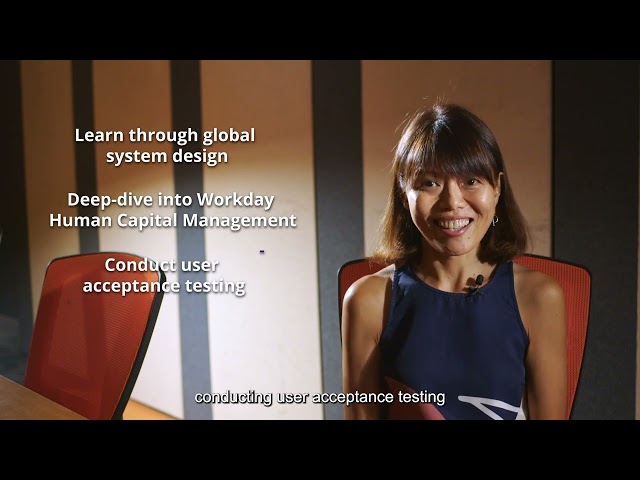 Learn through global
system design
Deep-dive into Workday
Human Capital Management
Conduct user
acceptance testing
conducting user acceptance testing